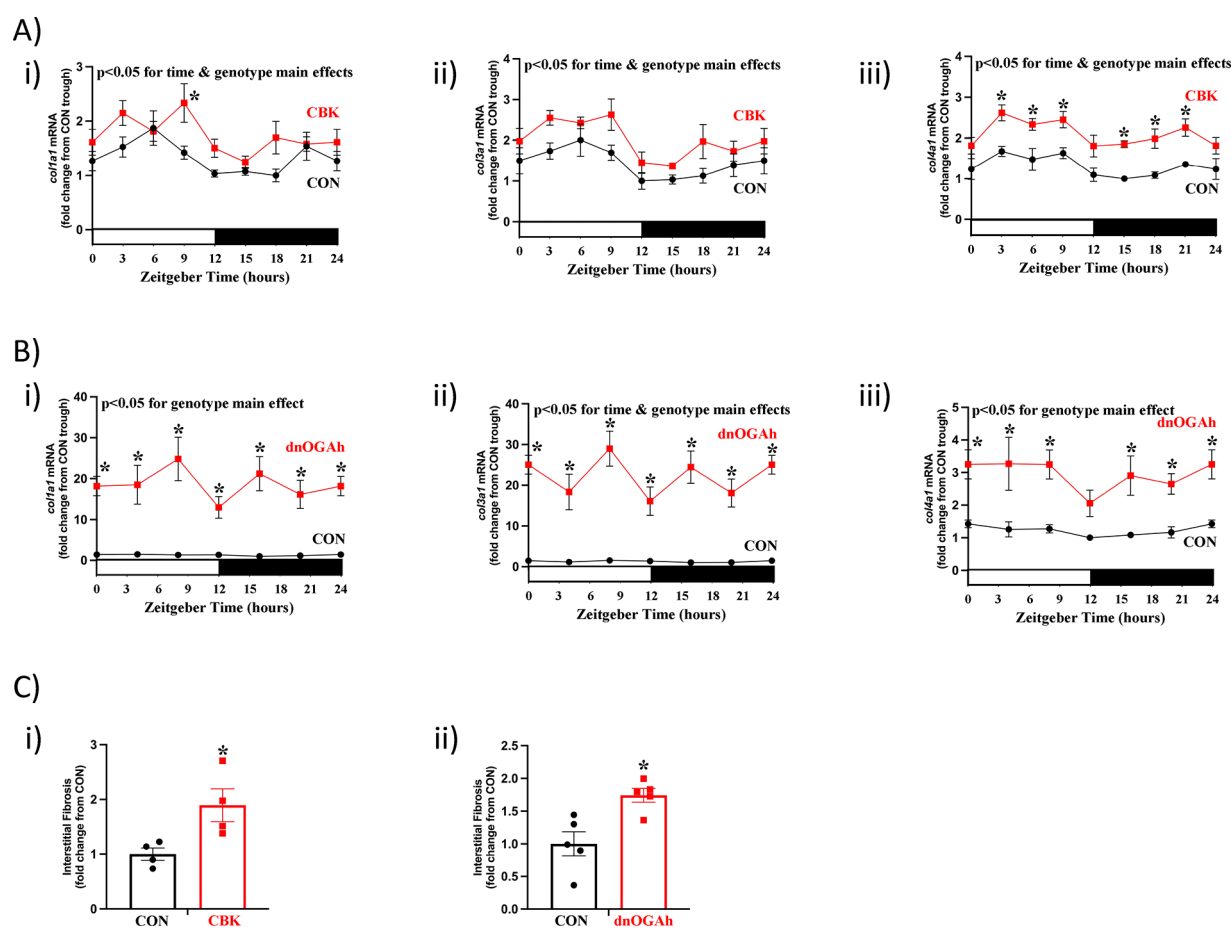 A)
i)
p<0.05 for time & genotype main effects
col1a1 mRNA
(fold change from CON trough)
3
2
1
0
*
CBK
CON
0 3 6 9 12 15 18 21 24
Zeitgeber Time (hours)
ii)
p<0.05 for time & genotype main effects
col3a1 mRNA
(fold change from CON trough)
4
3
2
1
0
CBK
CON
0 3 6 9 12 15 18 21 24
Zeitgeber Time (hours)
iii)
p<0.05 for time & genotype main effects
col4a1 mRNA
(fold change from CON trough)
4
3
2
1
0
* * * * * *
CBK
CON
0 3 6 9 12 15 18 21 24
Zeitgeber Time (hours)
B)
i)
p<0.05 for genotype main effect
col1a1 mRNA
(fold change from CON trough)
40
30
20
10
0
* * * * * * *
dnOGAh
CON
0 3 6 9 12 15 18 21 24
Zeitgeber Time (hours)
ii)
p<0.05 for time & genotype main effects
col3a1 mRNA
(fold change from CON trough)
40
30
20
10
0
* * * * * * *
dnOGAh
CON
0 3 6 9 12 15 18 21 24
Zeitgeber Time (hours)
iii)
p<0.05 for genotype main effect
col4a1 mRNA
(fold change from CON trough)
5
4
3
2
1
0
* * * * * *
dnOGAh
CON
0 3 6 9 12 15 18 21 24
Zeitgeber Time (hours)
C)
i)
Interstitial Fibrosis
(fold change from CON)
3
2
1
0
*
CON CBK
ii)
Interstitial Fibrosis
(fold change from CON)
2.5
2.0
1.5
1.0
0.5
0.0
*
CON dnOGAh